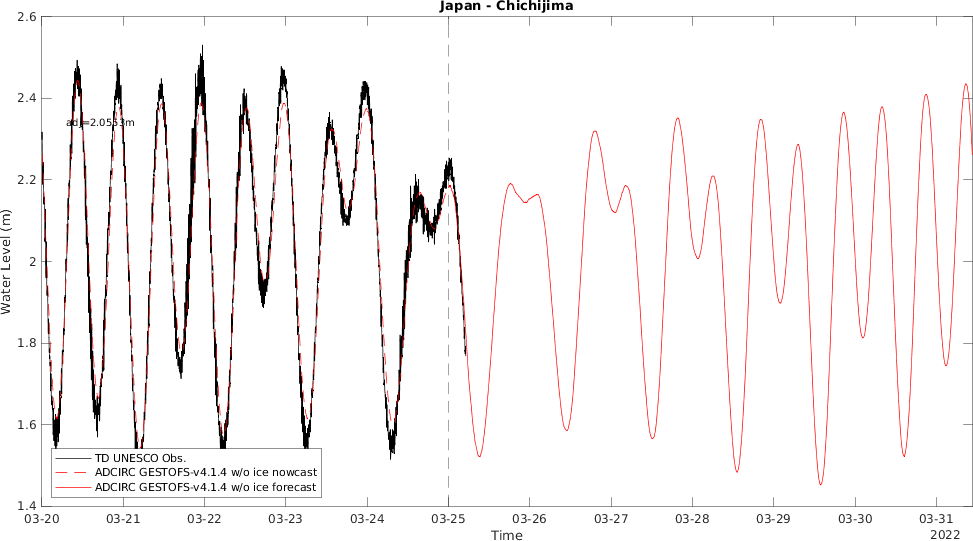 Japan - Chichijima
2.6
2.4
2.2
2
1.8
1.6
1.4
Water Level (m)
adj=2.0553m
TD UNESCO Obs.
ADCIRC GESTOFS-v4.1.4 w/o ice nowcast
ADCIRC GESTOFS-v4.1.4 w/o ice forecast
03-20 03-21 03-22 03-23 03-24 03-25 03-26 03-27 03-28 03-29 03-30 03-31
Time
2022